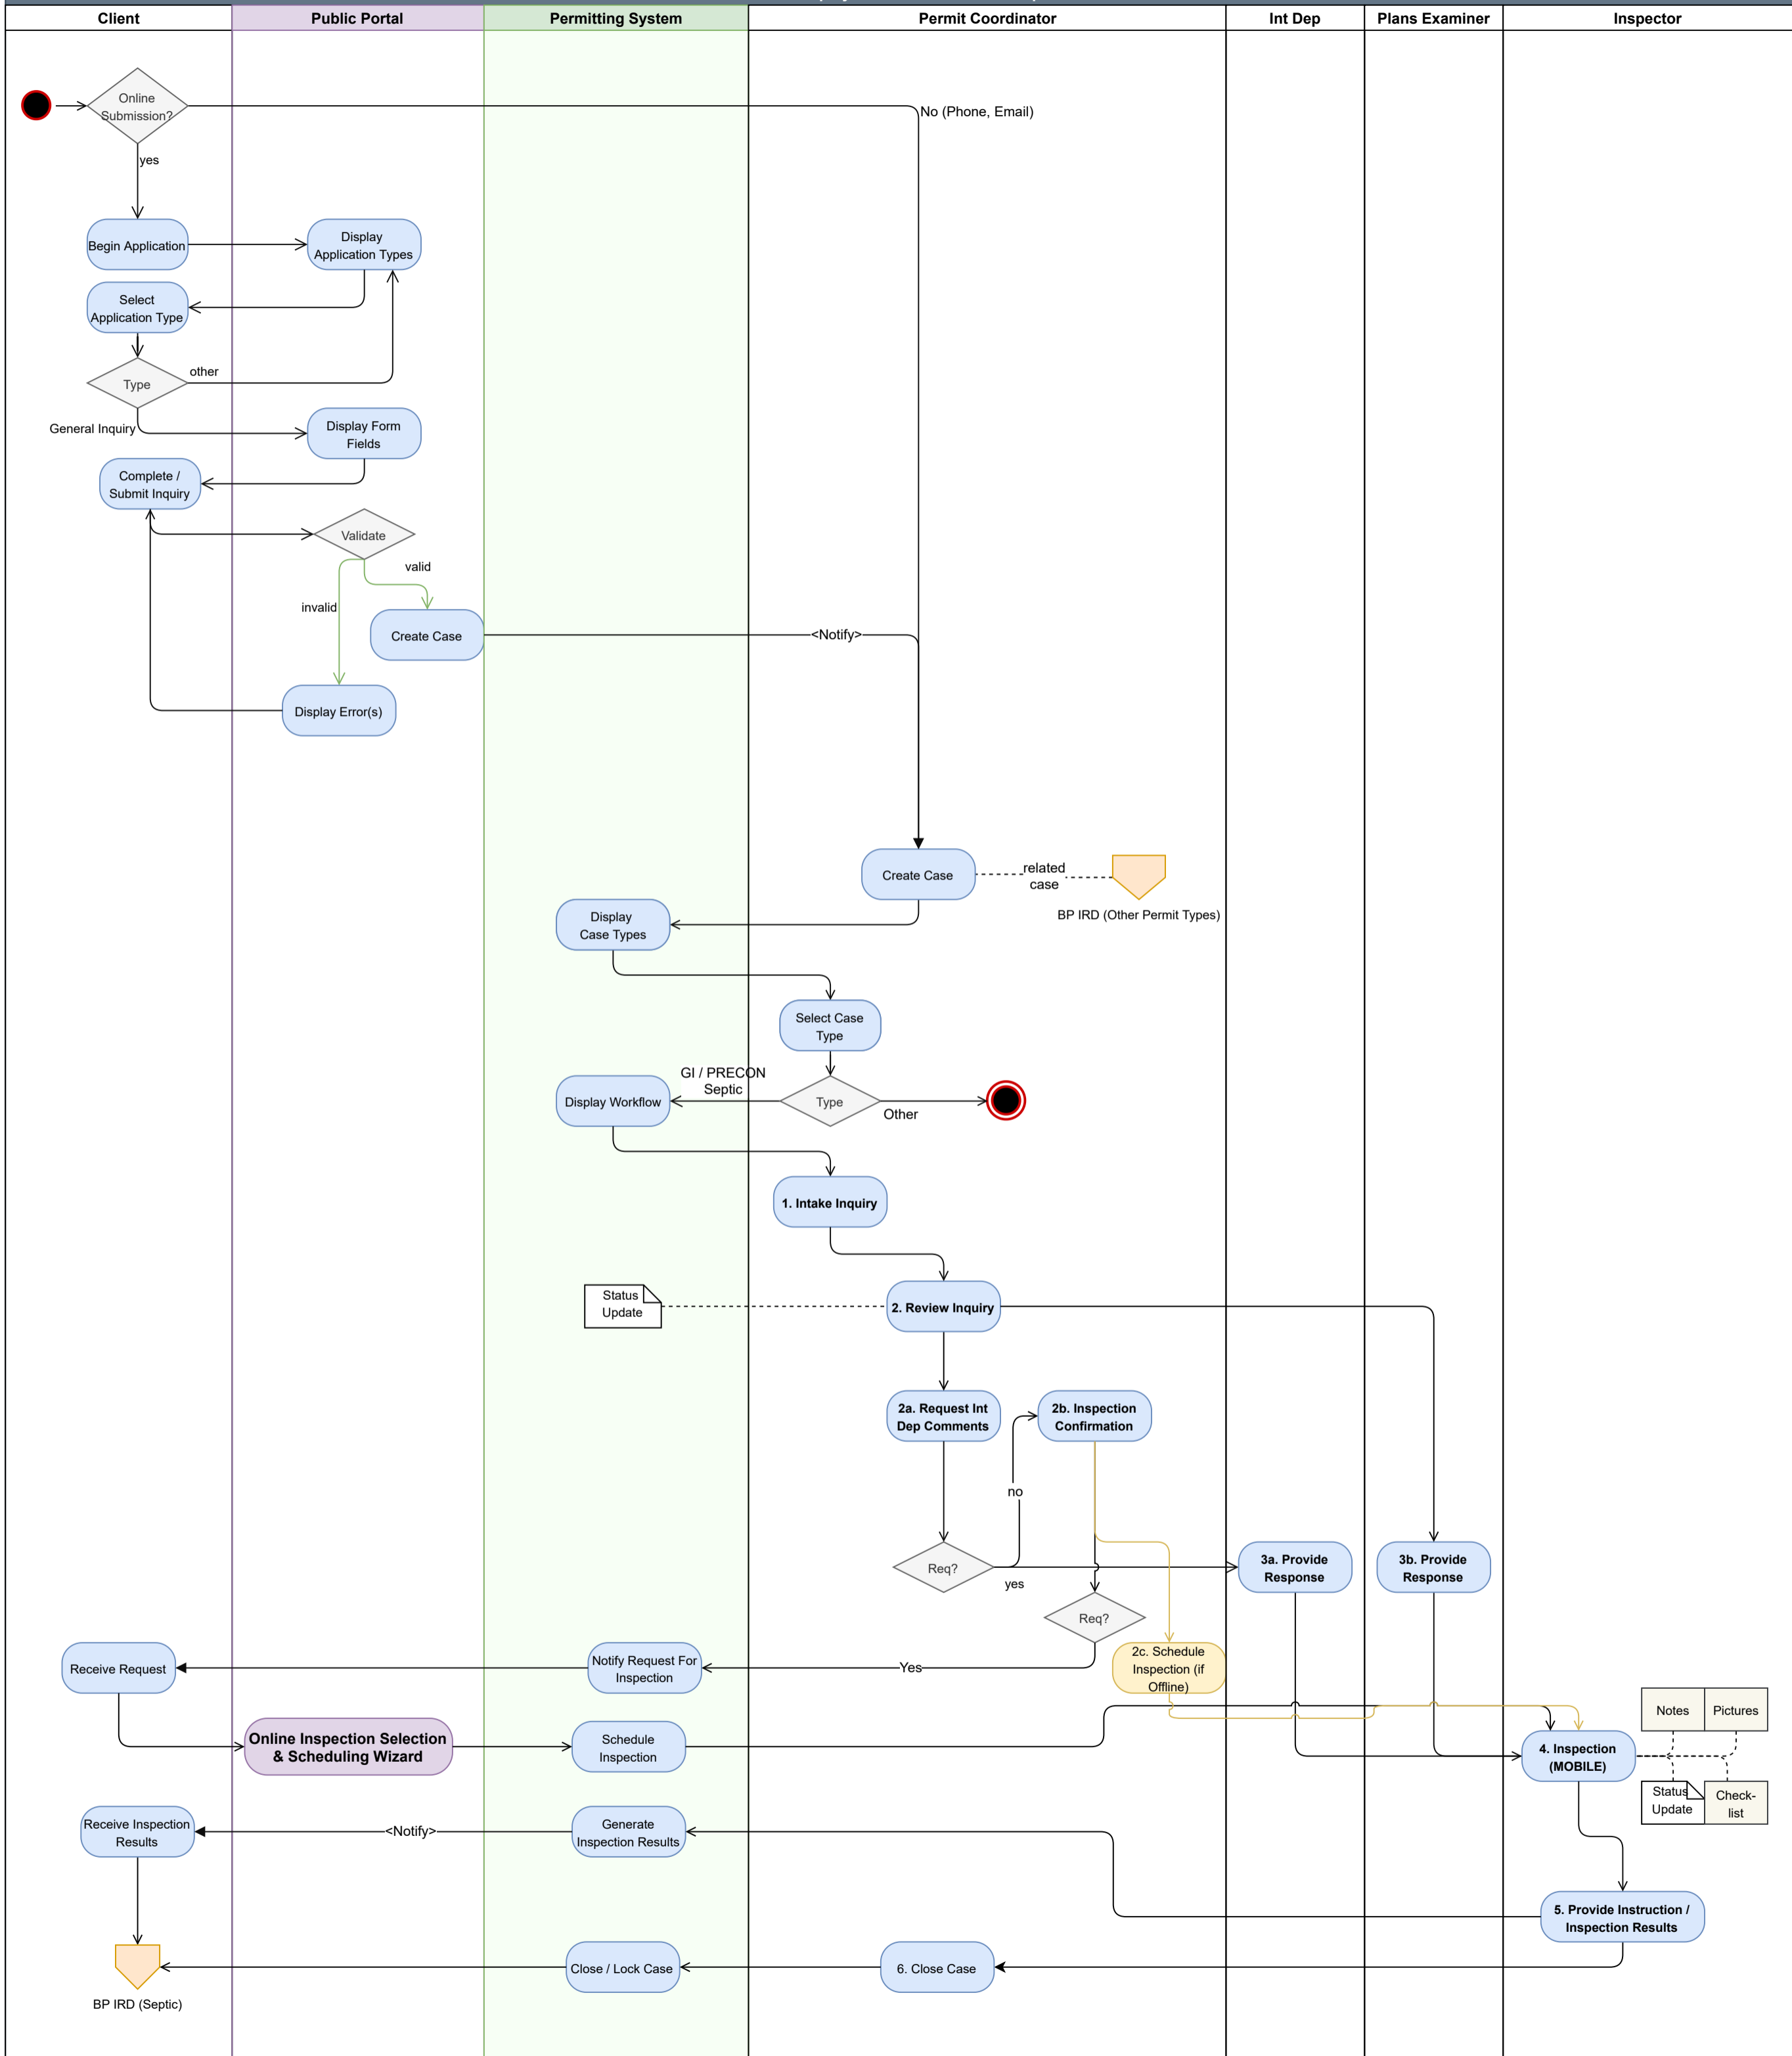 Client
Public Portal
Permitting System
Permit Coordinator
Int Dep
Plans Examiner
Inspector
Online
Submission?
No (Phone, Email)
yes
Begin Application
Display
Application Types
Select
Application Type
Type
other
General Inquiry
Display Form
Fields
Complete /
Submit Inquiry
Validate
valid
invalid
Create Case
<Notify>
Display Error(s)
Create Case
related
case
BP IRD (Other Permit Types)
Display
Case Types
Select Case
Type
GI / PRECON
Septic
Display Workflow
Type
Other
1. Intake Inquiry
Status
Update
2. Review Inquiry
2a. Request Int
Dep Comments
2b. Inspection
Confirmation
no
Req?
yes
3a. Provide
Response
3b. Provide
Response
Req?
Receive Request
Notify Request For
Inspection
Yes
2c. Schedule
Inspection (if
Offline)
Notes
Pictures
Online Inspection Selection
& Scheduling Wizard
Schedule
Inspection
4. Inspection
(MOBILE)
Status
Update
Check-
list
Receive Inspection
Results
<Notify>
Generate
Inspection Results
5. Provide Instruction /
Inspection Results
Close / Lock Case
6. Close Case
BP IRD (Septic)